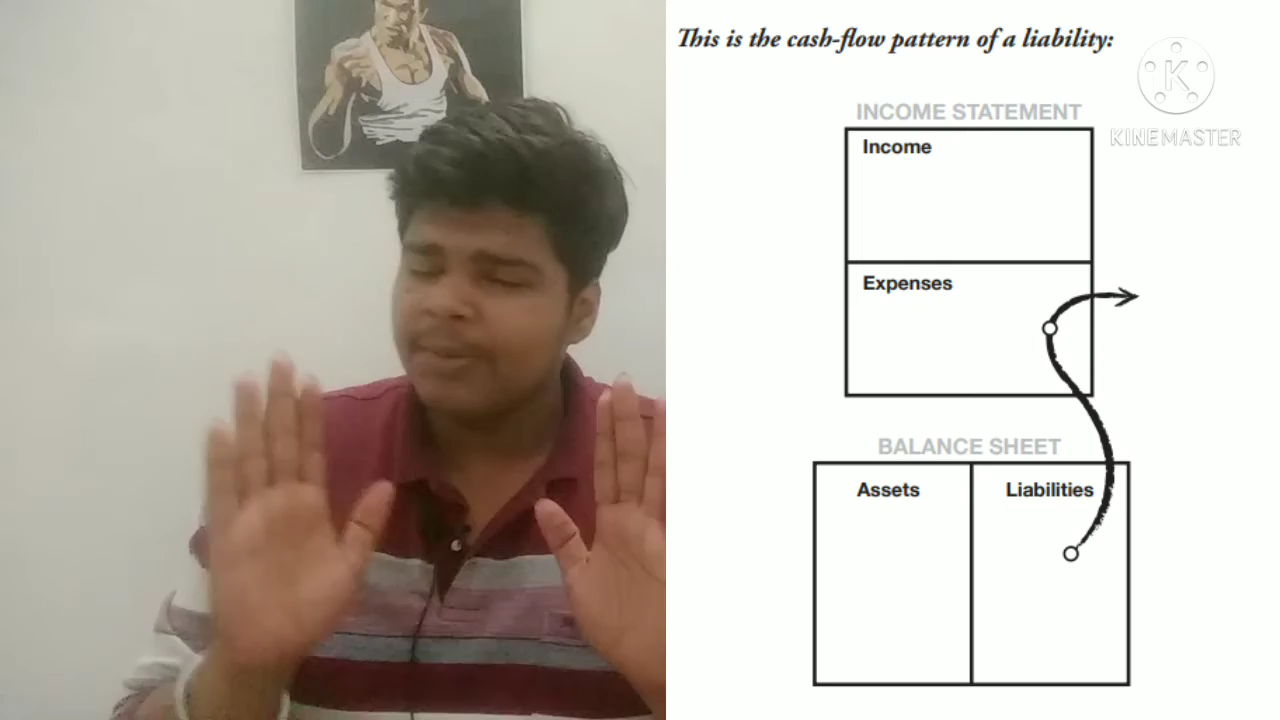 This is the cash-flow pattern of a liability:
K
KINEMASTER
INCOME STATEMENT
Income
Expenses
BALANCE SHEET
Assets
Liabilities